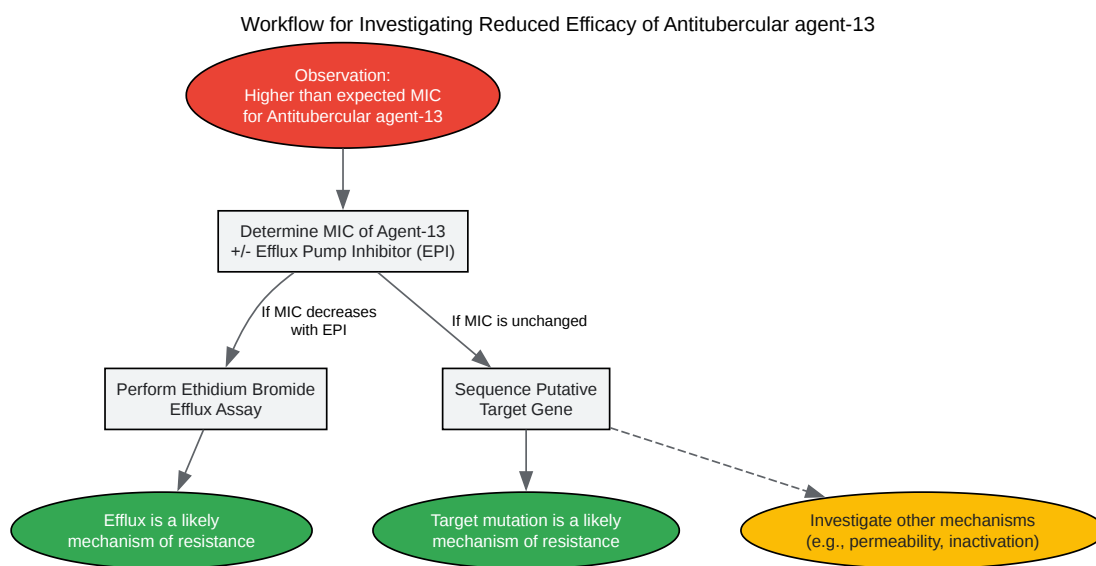 Workflow for Investigating Reduced Efficacy of Antitubercular agent-13
Observation:
Higher than expected MIC
for Antitubercular agent-13
Determine MIC of Agent-13
+/- Efflux Pump Inhibitor (EPI)
If MIC decreases
with EPI
If MIC is unchanged
Perform Ethidium Bromide
Efflux Assay
Sequence Putative
Target Gene
Efflux is a likely
mechanism of resistance
Target mutation is a likely
mechanism of resistance
Investigate other mechanisms
(e.g., permeability, inactivation)